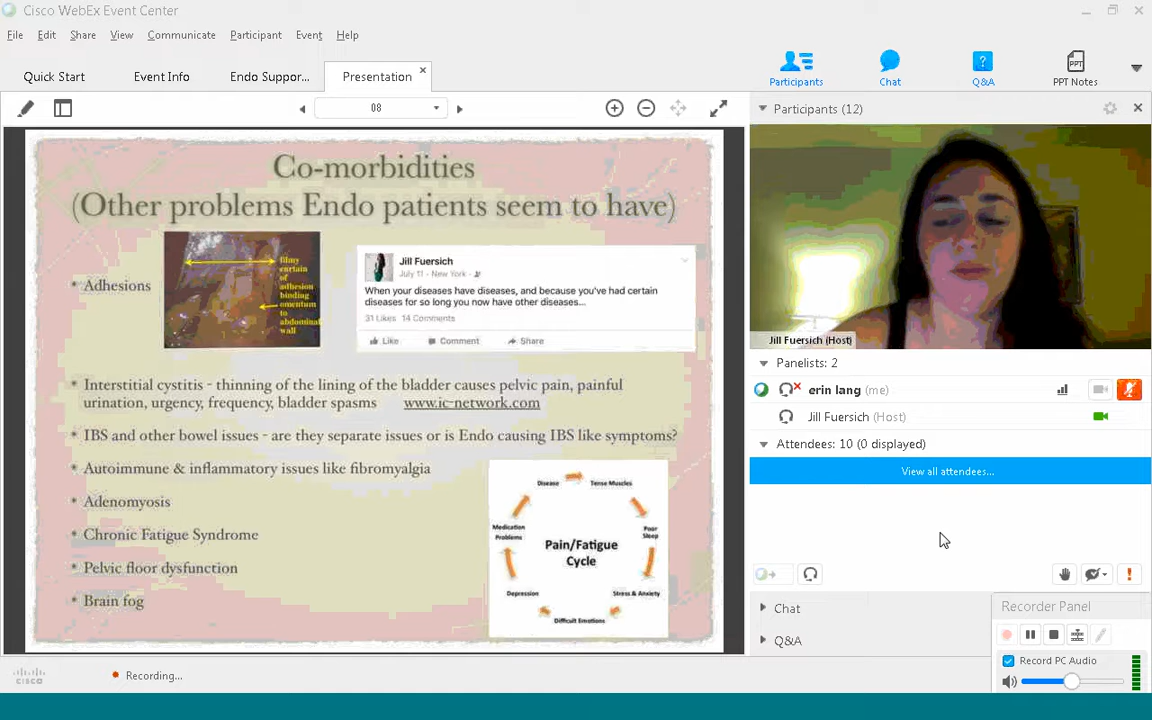 Cisco WebEx Event Center
File Edit Share View Communicate Participant Event Help
Quick Start Event Info Endo Suppor... Presentation
Participants Chat Q&A PPT Notes
08
Participants (12)
Co-morbidities
(Other problems Endo patients seem to have)
* Adhesions
filmy
curtain
of
adhesion
binding
omentum
to
abdominal
wall
Jill Fuersich
July 11 · New York ·
When your diseases have diseases, and because you've had certain
diseases for so long you now have other diseases...
31 Likes 14 Comments
Like Comment Share
* Interstitial cystitis - thinning of the lining of the bladder causes pelvic pain, painful
urination, urgency, frequency, bladder spasms www.ic-network.com
* IBS and other bowel issues - are they separate issues or is Endo causing IBS like symptoms?
* Autoimmune & inflammatory issues like fibromyalgia
* Adenomyosis
* Chronic Fatigue Syndrome
* Pelvic floor dysfunction
* Brain fog
Pain/Fatigue
Cycle
Disease
Tense Muscles
Poor
Sleep
Stress & Anxiety
Difficult Emotions
Depression
Medication
Problems
Jill Fuersich (Host)
Panelists: 2
erin lang (me)
Jill Fuersich (Host)
Attendees: 10 (0 displayed)
View all attendees...
Chat
Q&A
Recorder Panel
Record PC Audio
cisco
Recording...